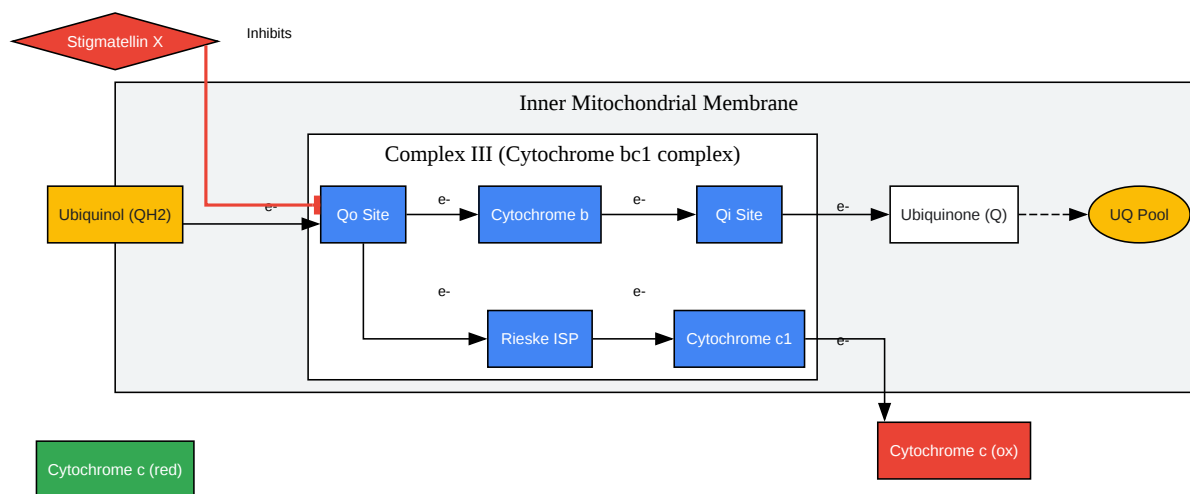 Stigmatellin X
Inhibits
Inner Mitochondrial Membrane
Complex III (Cytochrome bc1 complex)
Ubiquinol (QH2)
e-
Qo Site
e-
Cytochrome b
e-
Qi Site
e-
Ubiquinone (Q)
UQ Pool
e-
Rieske ISP
e-
Cytochrome c1
e-
Cytochrome c (ox)
Cytochrome c (red)